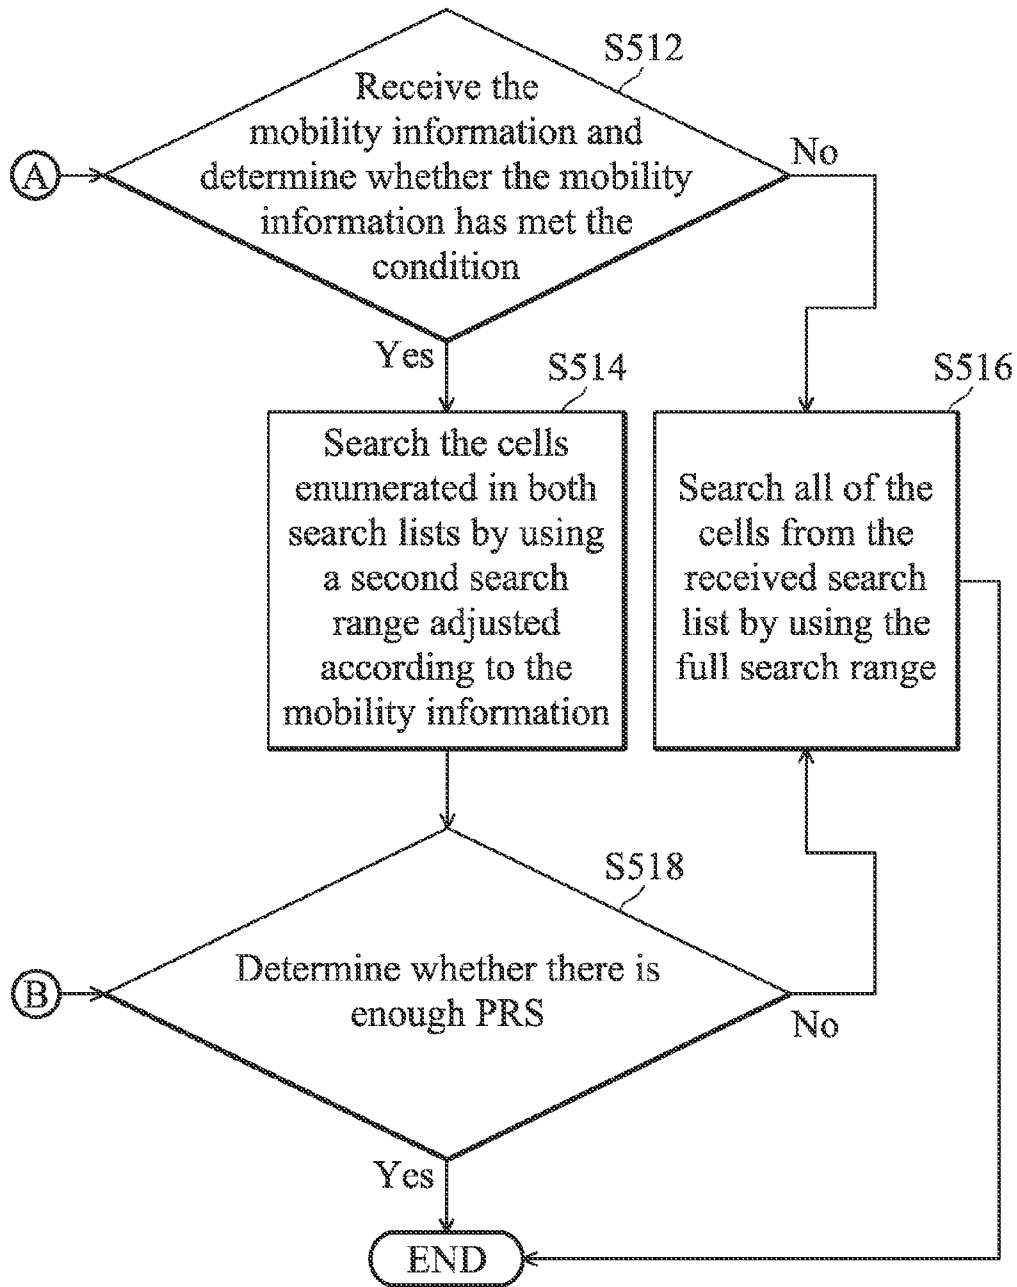 S512
Receive the
mobility information and
determine whether the mobility
information has met the
condition
A
No
Yes
S514
Search the cells
enumerated in both
search lists by using
a second search
range adjusted
according to the
mobility information
S516
Search all of the
cells from the
received search
list by using the
full search range
S518
B
Determine whether there is
enough PRS
No
Yes
END